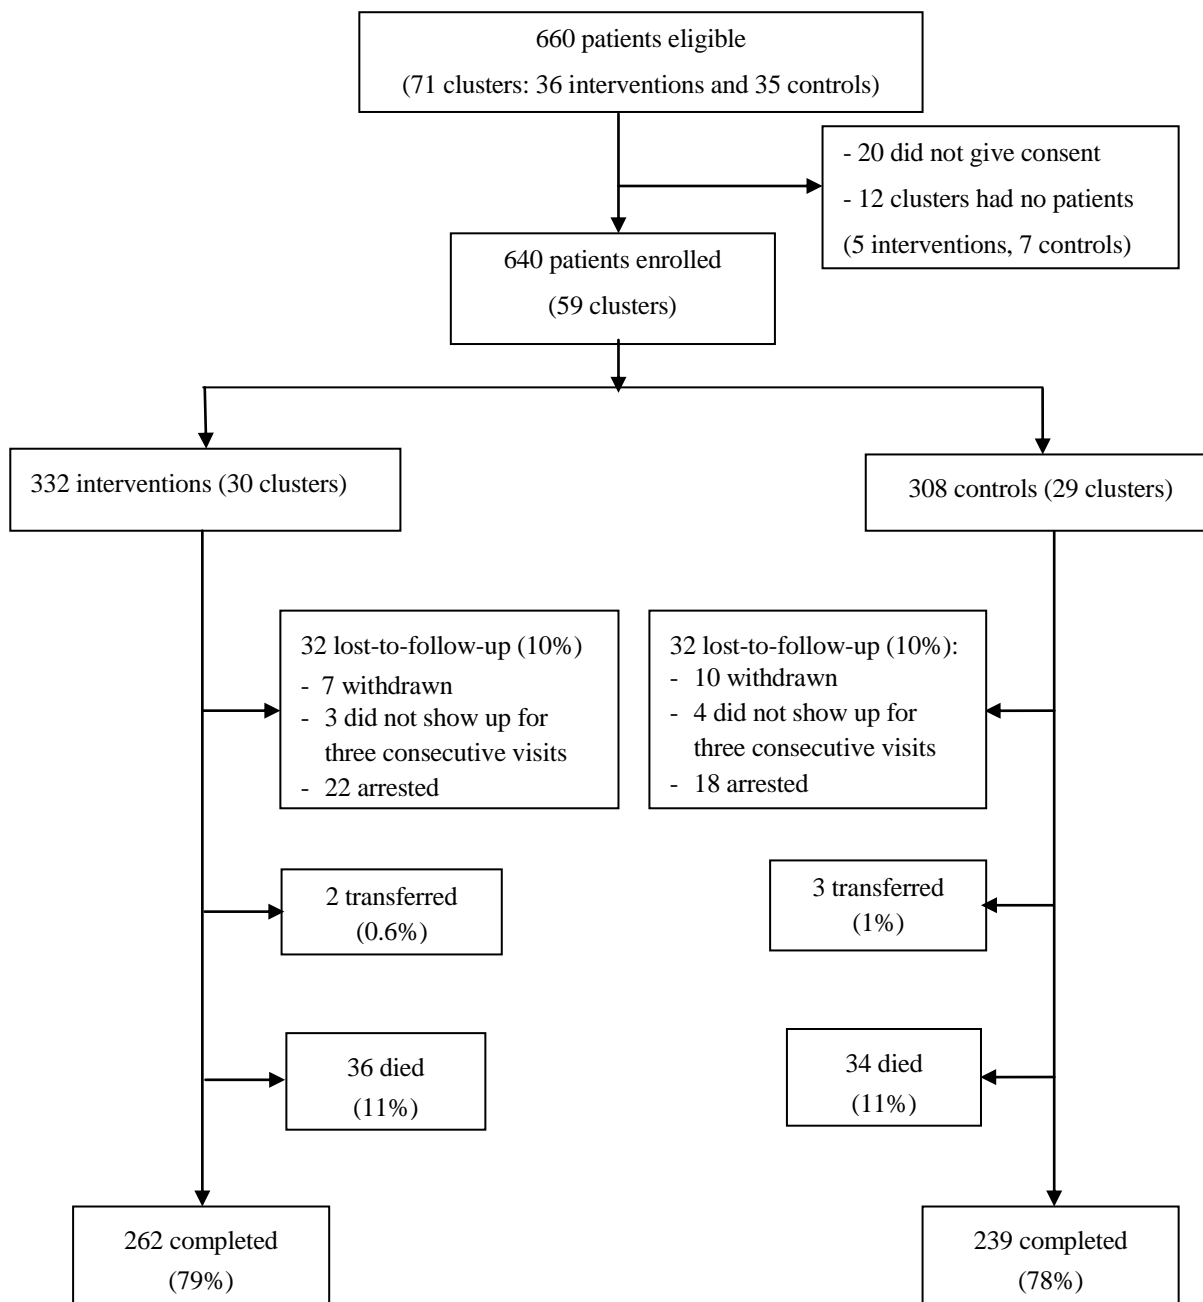 660 patients eligible
(71 clusters: 36 interventions and 35 controls)
- 20 did not give consent
- 12 clusters had no patients
(5 interventions, 7 controls)
640 patients enrolled
(59 clusters)
332 interventions (30 clusters)
308 controls (29 clusters)
32 lost-to-follow-up (10%)
- 7 withdrawn
- 3 did not show up for
three consecutive visits
- 22 arrested
32 lost-to-follow-up (10%):
- 10 withdrawn
- 4 did not show up for
three consecutive visits
- 18 arrested
2 transferred
(0.6%)
3 transferred
(1%)
36 died
(11%)
34 died
(11%)
262 completed
(79%)
239 completed
(78%)